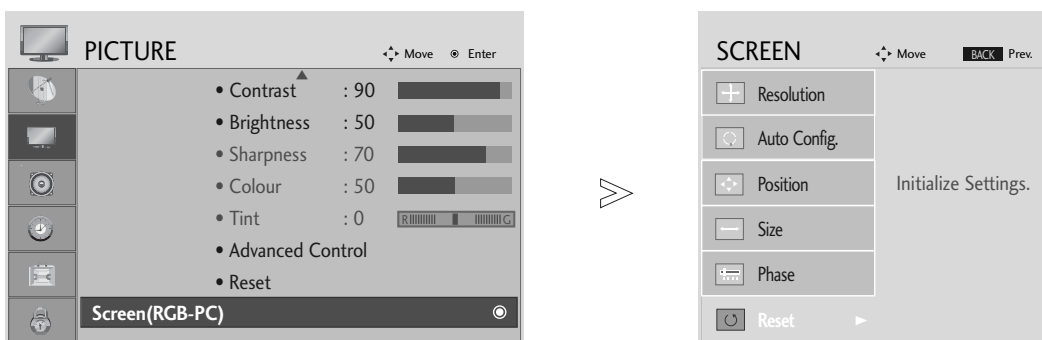 PICTURE Move Enter
• Contrast : 90
• Brightness : 50
• Sharpness : 70
• Colour : 50
• Tint : 0 R G
• Advanced Control
• Reset
Screen(RGB-PC)
SCREEN Move BACK Prev.
Resolution
Auto Config.
Position
Size
Phase
Reset
Initialize Settings.